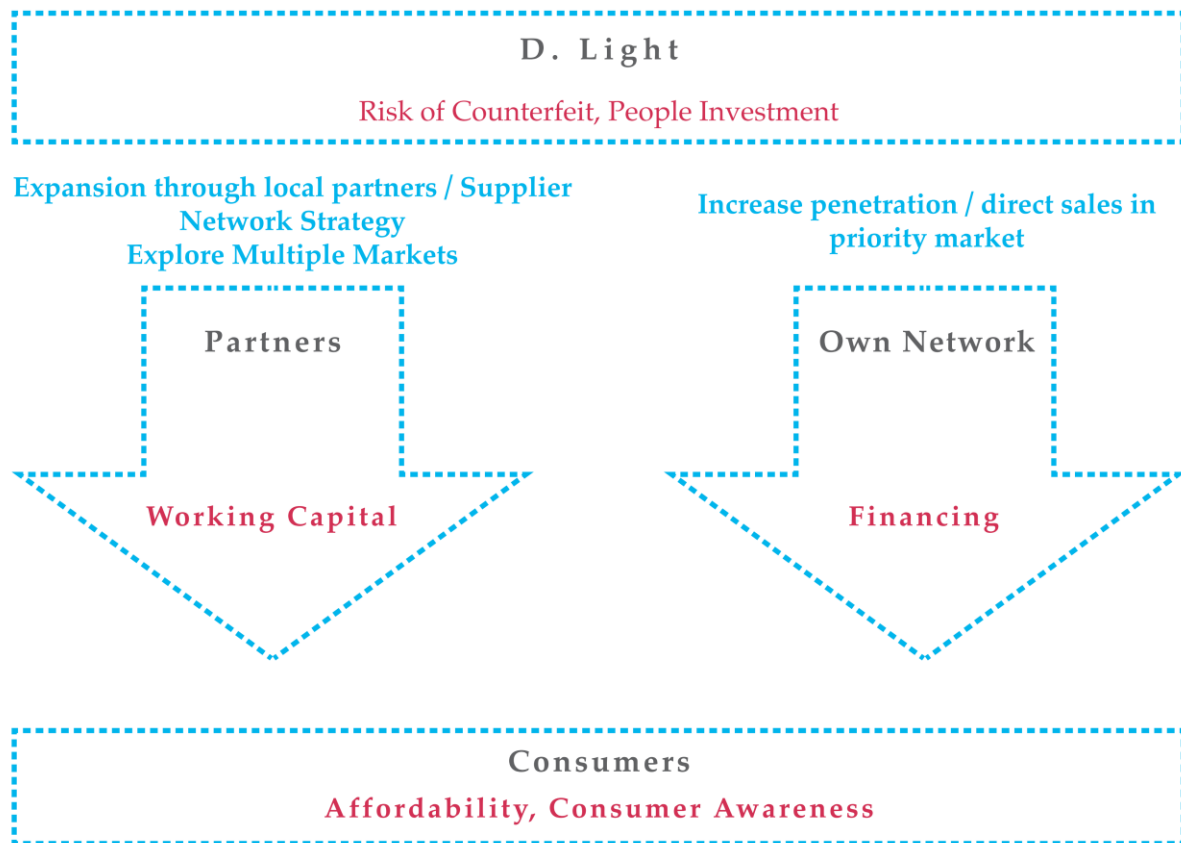 D. Light
Risk of Counterfeit, People Investment
Expansion through local partners / Supplier
Network Strategy
Explore Multiple Markets
Increase penetration / direct sales in
priority market
Partners
Own Network
Working Capital
Financing
Consumers
Affordability, Consumer Awareness